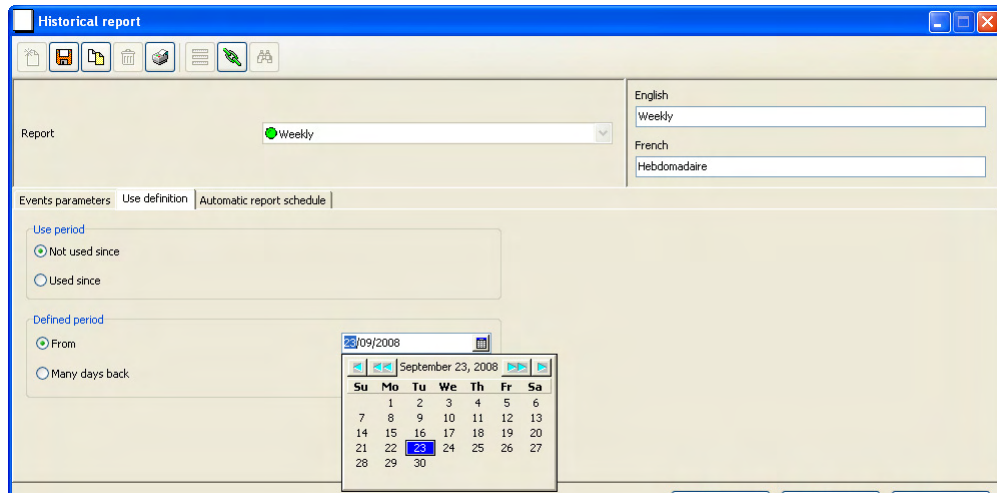 Historical report
English
Weekly
Report
Weekly
French
Hebdomadaire
Events parameters Use definition Automatic report schedule
Use period
Not used since
Used since
Defined period
From
23/09/2008
Many days back
September 23, 2008
Su Mo Tu We Th Fr Sa
1 2 3 4 5 6
7 8 9 10 11 12 13
14 15 16 17 18 19 20
21 22 23 24 25 26 27
28 29 30